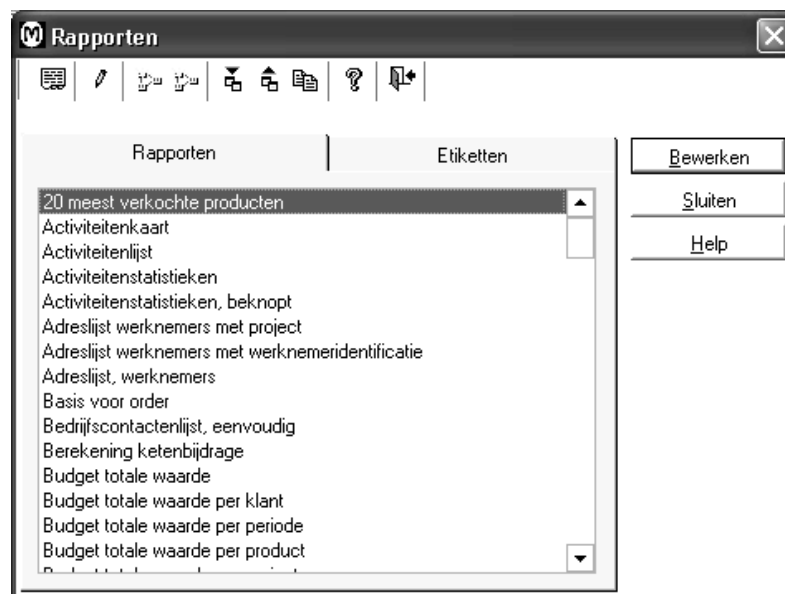 Rapporten
Rapporten
Etiketten
Bewerken
Sluiten
Help
20 meest verkochte producten
Activiteitenkaart
Activiteitenlijst
Activiteitenstatistieken
Activiteitenstatistieken, beknopt
Adreslijst werknemers met project
Adreslijst werknemers met werknemeridentificatie
Adreslijst, werknemers
Basis voor order
Bedrijfscontactenlijst, eenvoudig
Berekening ketenbijdrage
Budget totale waarde
Budget totale waarde per klant
Budget totale waarde per periode
Budget totale waarde per product